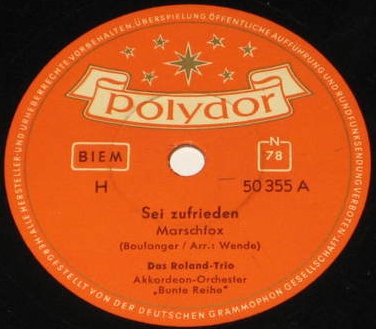 ALLE HERSTELLER- UND URHEBERRECHTE VORBEHALTEN. ÜBERSPIELUNG, ÖFFENTLICHE AUFFÜHRUNG UND RUNDFUNKSENDUNG VERBOTEN.
HERGESTELLT VON DER DEUTSCHEN GRAMMOPHON GESELLSCHAFT
Polydor
BIEM
N
78
H
50 355 A
Sei zufrieden
Marschfox
(Boulanger / Arr.: Wende)
Das Roland-Trio
Akkordeon-Orchester
„Bunte Reihe"